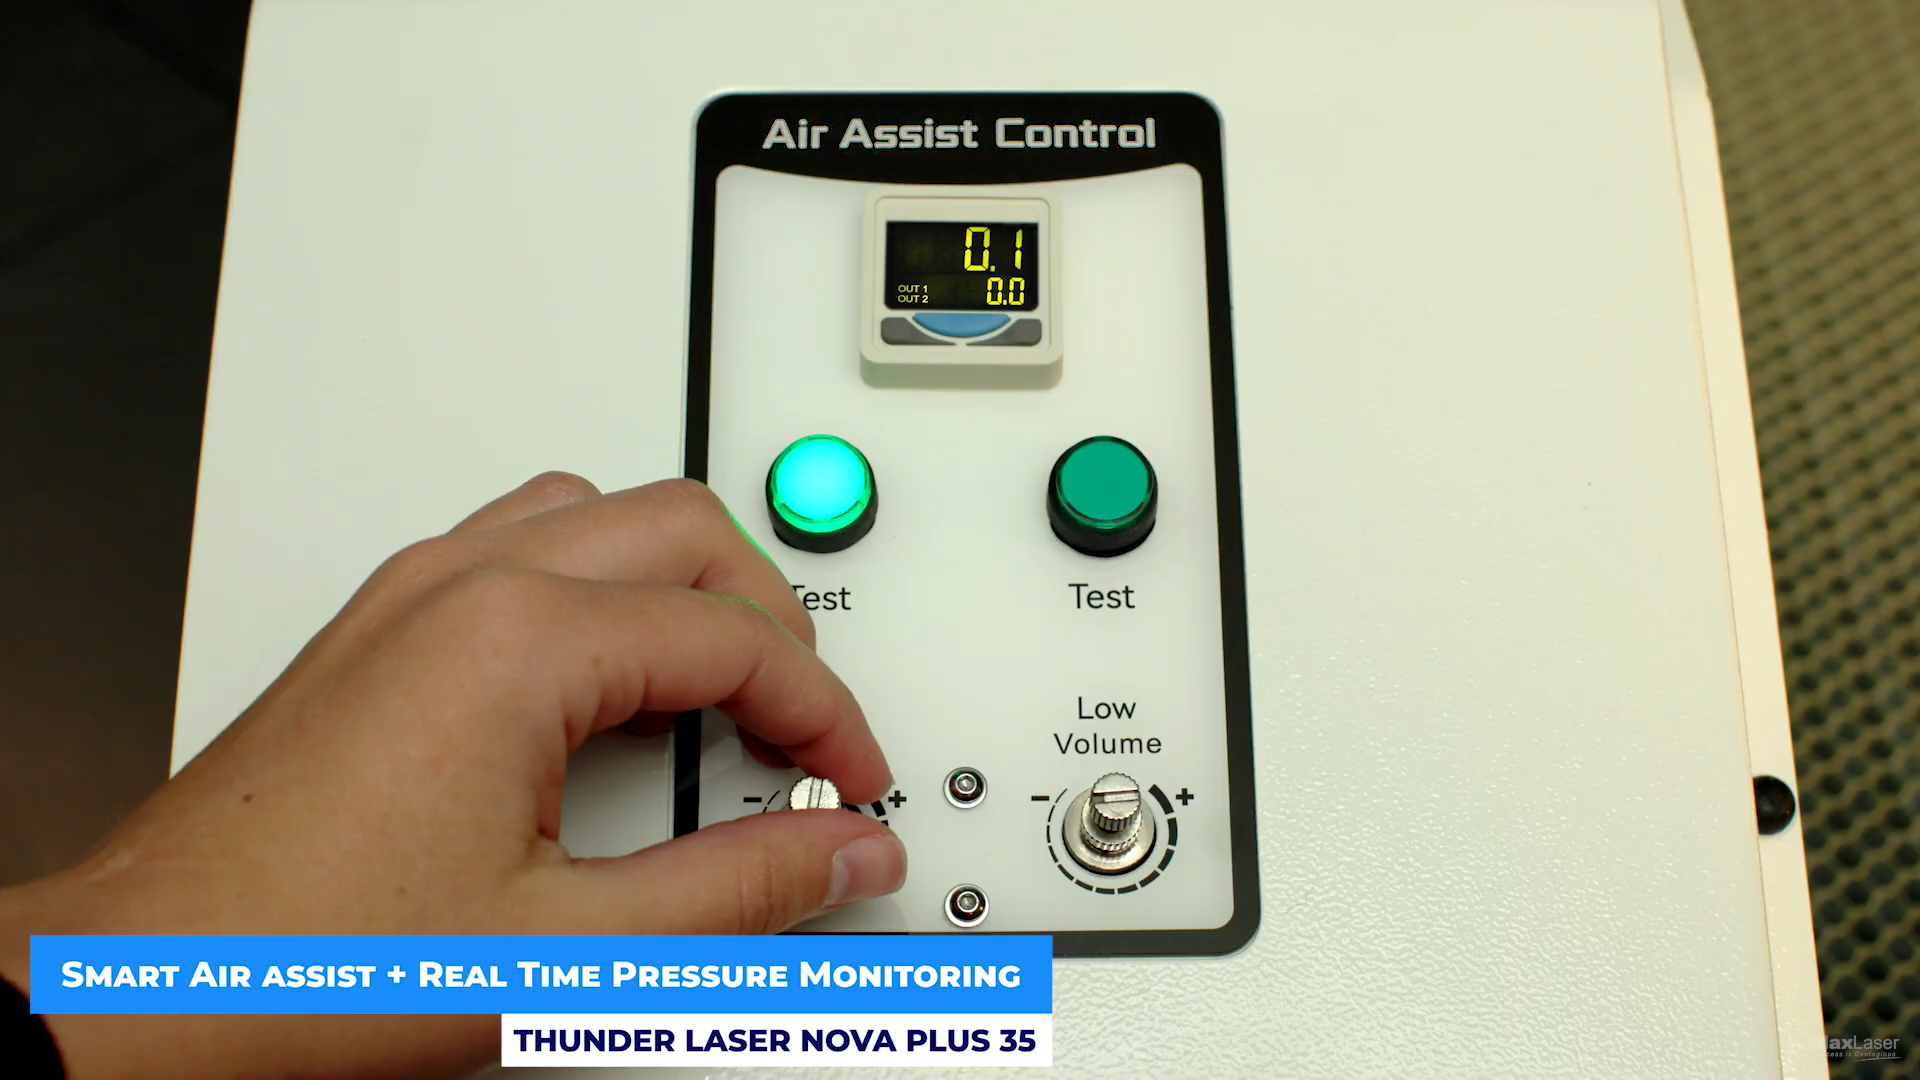 Air Assist Control
0.1
OUT 1
OUT 2
0.0
Test
Test
Low
Volume
- +
- +
SMART AIR ASSIST + REAL TIME PRESSURE MONITORING
THUNDER LASER NOVA PLUS 35